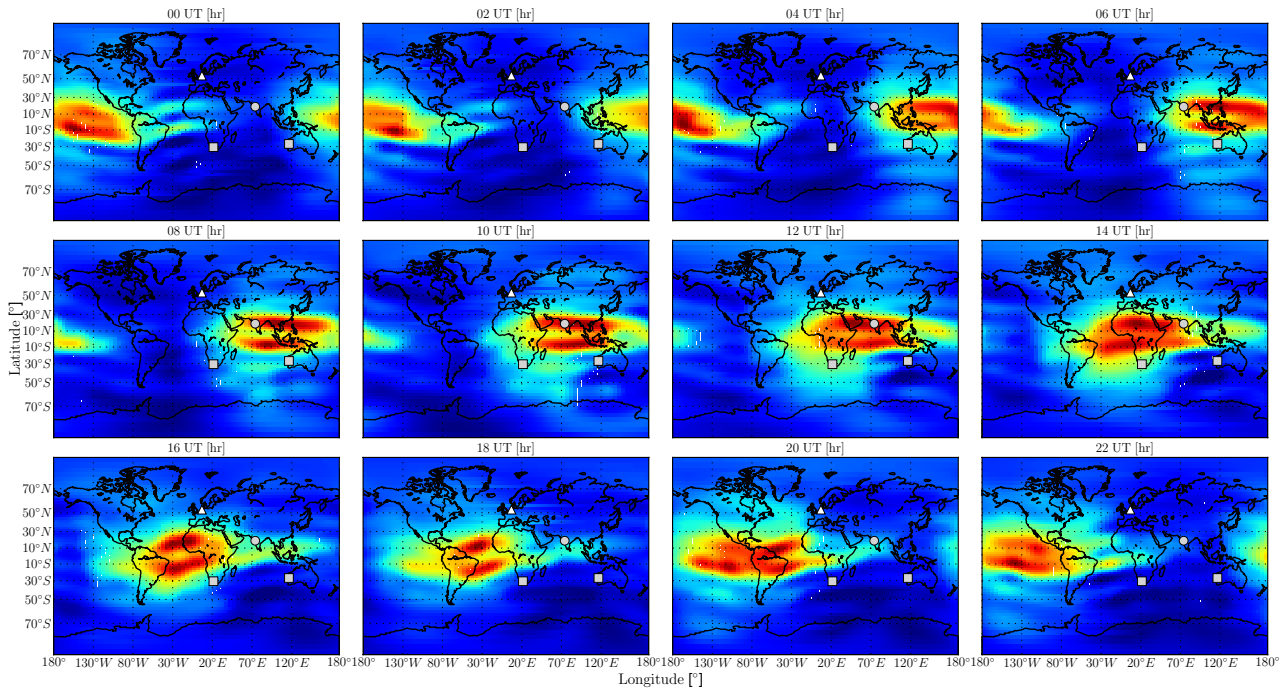 00 UT [hr] 02 UT [hr] 04 UT [hr] 06 UT [hr]
70°N
50°N
30°N
10°N
10°S
30°S
50°S
70°S
08 UT [hr] 10 UT [hr] 12 UT [hr] 14 UT [hr]
70°N
50°N
30°N
10°N
10°S
30°S
50°S
70°S
Latitude [°]
16 UT [hr] 18 UT [hr] 20 UT [hr] 22 UT [hr]
70°N
50°N
30°N
10°N
10°S
30°S
50°S
70°S
180° 130°W 80°W 30°W 20°E 70°E 120°E 180° 130°W 80°W 30°W 20°E 70°E 120°E 180° 130°W 80°W 30°W 20°E 70°E 120°E 180° 130°W 80°W 30°W 20°E 70°E 120°E 180°
Longitude [°]